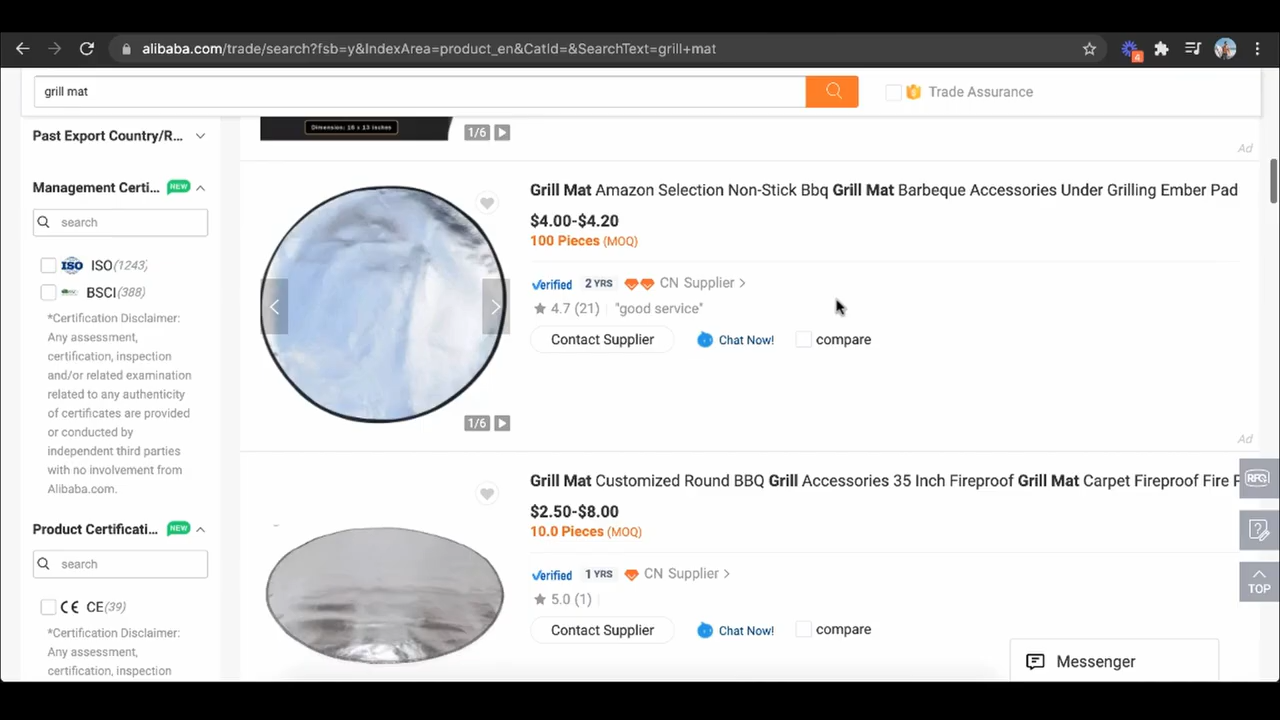 alibaba.com/trade/search?fsb=y&IndexArea=product_en&CatId=&SearchText=grill+mat
4
grill mat
Trade Assurance
Past Export Country/R...
Dimension: 16 x 13 inches
1/6
Ad
Management Certi...
NEW
search
ISO ISO(1243)
BSCI(388)
*Certification Disclaimer:
Any assessment,
certification, inspection
and/or related examination
related to any authenticity
of certificates are provided
or conducted by
independent third parties
with no involvement from
Alibaba.com.
Product Certificati...
NEW
search
CE CE(39)
*Certification Disclaimer:
Any assessment,
certification, inspection
Grill Mat Amazon Selection Non-Stick Bbq Grill Mat Barbeque Accessories Under Grilling Ember Pad
$4.00-$4.20
100 Pieces (MOQ)
Verified 2 YRS CN Supplier >
4.7 (21) "good service"
Contact Supplier Chat Now! compare
1/6
Ad
Grill Mat Customized Round BBQ Grill Accessories 35 Inch Fireproof Grill Mat Carpet Fireproof Fire
$2.50-$8.00
10.0 Pieces (MOQ)
Verified 1 YRS CN Supplier >
5.0 (1)
Contact Supplier Chat Now! compare
RFQ
TOP
Messenger